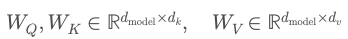 W_Q, W_K ∈ ℝ^{d_model×d_k}, W_V ∈ ℝ^{d_model×d_v}